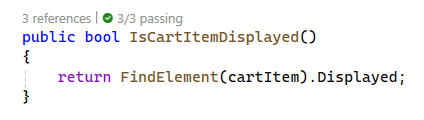 3 references | 3/3 passing
public bool IsCartItemDisplayed()
{
    return FindElement(cartItem).Displayed;
}